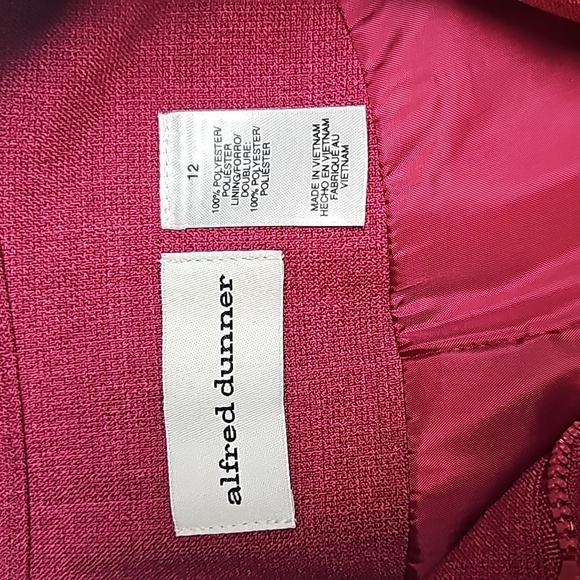 alfred dunner
12
100% POLYESTER/
POLIÉSTER
LINING/FORRO/
DOUBLURE:
100% POLYESTER/
POLIÉSTER
MADE IN VIETNAM
HECHO EN VIETNAM
FABRIQUÉ AU
VIETNAM